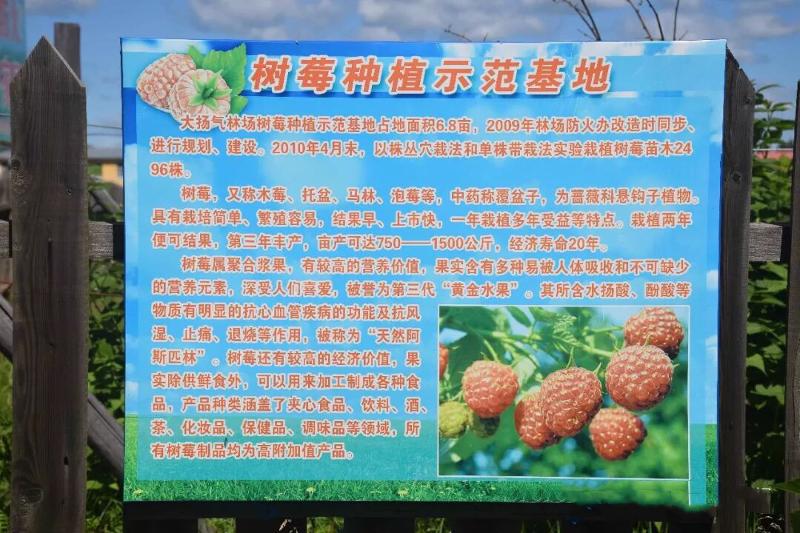 树莓种植示范基地
大扬气林场树莓种植示范基地占地面积6.8亩，2009年林场防火办改造时同步、
进行规划、建设。2010年4月末，以株丛穴栽法和单株带栽法实验栽植树莓苗木24
96株。
树莓，又称木莓、托盆、马林、泡莓等，中药称覆盆子，为蔷薇科悬钩子植物。
具有栽培简单、繁殖容易，结果早、上市快，一年栽植多年受益等特点。栽植两年
便可结果，第三年丰产，亩产可达750——1500公斤，经济寿命20年。
树莓属聚合浆果，有较高的营养价值，果实含有多种易被人体吸收和不可缺少
的营养元素，深受人们喜爱，被誉为第三代“黄金水果”。其所含水扬酸、酚酸等
物质有明显的抗心血管疾病的功能及抗风
湿、止痛、退烧等作用，被称为“天然阿
斯匹林”。树莓还有较高的经济价值，果
实除供鲜食外，可以用来加工制成各种食
品，产品种类涵盖了夹心食品、饮料、酒、
茶、化妆品、保健品、调味品等领域，所
有树莓制品均为高附加值产品。